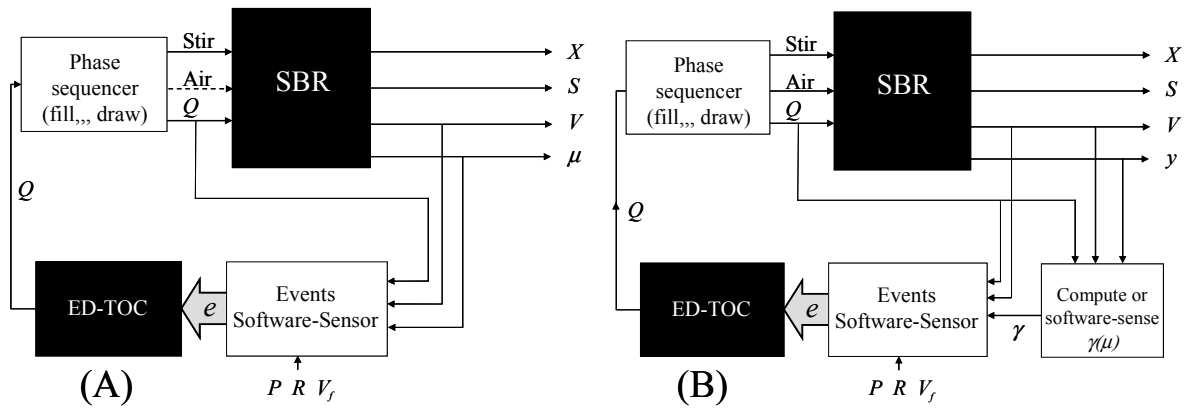 Phase
sequencer
(fill,,, draw)
Stir
Air
Q
SBR
X
S
V
μ
Q
ED-TOC
e
Events
Software-Sensor
P R V_f
(A)
Phase
sequencer
(fill,,, draw)
Stir
Air
Q
SBR
X
S
V
y
Q
ED-TOC
e
Events
Software-Sensor
γ
Compute or
software-sense
γ(μ)
P R V_f
(B)